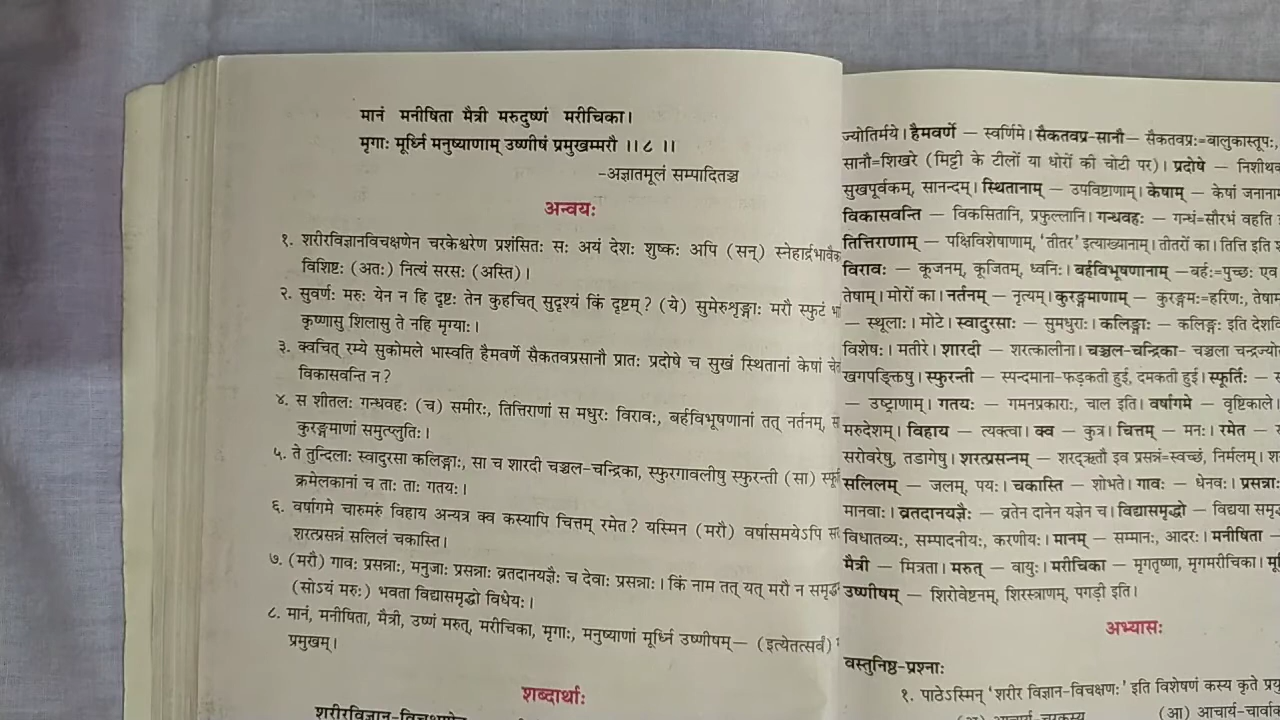 मानं मनीषिता मैत्री मरुदुष्णं मरीचिका।
मृगाः मूर्ध्नि मनुष्याणाम् उष्णीषं प्रमुखम्मरौ ।।८ ।।
-अज्ञातमूलं सम्पादितञ्च
अन्वयः
१. शरीरविज्ञानविचक्षणेन चरकेश्वरेण प्रशंसितः सः अयं देशः शुष्कः अपि (सन्) स्नेहार्द्रभावैक
विशिष्टः (अतः) नित्यं सरसः (अस्ति)।
२. सुवर्णः मरुः येन न हि दृष्टः तेन कुहचित् सुदृश्यं किं दृष्टम्? (ये) सुमेरुशृङ्गाः मरौ स्फुटं
कृष्णासु शिलासु ते नहि मृग्याः।
३. क्वचित् रम्ये सुकोमले भास्वति हैमवर्णे सैकतवप्रसानौ प्रातः प्रदोषे च सुखं स्थितानां केषां
विकासवन्ति न?
४. स शीतलः गन्धवहः (च) समीरः, तित्तिराणां स मधुरः विरावः, बर्हविभूषणानां तत् नर्तनम्,
कुरङ्गमाणां समुत्प्लुतिः।
५. ते तुन्दिलाः स्वादुरसा कलिङ्गाः, सा च शारदी चञ्चल-चन्द्रिका, स्फुरगावलीषु स्फुरन्ती (सा)
क्रमेलकानां च ताः ताः गतयः।
६. वर्षागमे चारुमरुं विहाय अन्यत्र क्व कस्यापि चित्तम् रमेत? यस्मिन (मरौ) वर्षासमयेऽपि
शरत्प्रसन्नं सलिलं चकास्ति।
७. (मरौ) गावः प्रसन्नाः, मनुजाः प्रसन्नाः व्रतदानयज्ञैः च देवाः प्रसन्नाः। किं नाम तत् यत् मरौ न
(सोऽयं मरुः) भवता विद्यासमृद्धो विधेयः।
८. मानं, मनीषिता, मैत्री, उष्णं मरुत्, मरीचिका, मृगाः, मनुष्याणां मूर्ध्नि उष्णीषम्— (इत्येतत्सर्वं)
प्रमुखम्।
शब्दार्थाः
शरीरविज्ञान-विचक्षणेन
ज्योतिर्मये। हैमवर्णे — स्वर्णिमे। सैकतवप्र-सानौ— सैकतवप्रः=बालुकास्तूपः,
सानौ=शिखरे (मिट्टी के टीलों या धोरों की चोटी पर)। प्रदोषे —
सुखपूर्वकम्, सानन्दम्। स्थितानाम् — उपविष्टाणाम्। केषाम् — केषां जनानां
विकासवन्ति — विकसितानि, प्रफुल्लानि। गन्धवहः — गन्धं=सौरभं वहति
तित्तिराणाम् — पक्षिविशेषाणाम्, 'तीतर' इत्याख्यानाम्। तीतरों का। तित्ति इति
विरावः — कूजनम्, कूजितम्, ध्वनिः। बर्हविभूषणानाम् —बर्हः=पुच्छः एव
तेषाम्। मोरों का। नर्तनम् — नृत्यम्। कुरङ्गमाणाम् — कुरङ्गमः=हरिणः,
— स्थूलाः। मोटे। स्वादुरसाः — सुमधुराः। कलिङ्गाः — कलिङ्गः इति
विशेषः। मतीरे। शारदी — शरत्कालीना। चञ्चल-चन्द्रिका- चञ्चला
खगपङ्क्तिषु। स्फुरन्ती — स्पन्दमाना-फड़कती हुई, दमकती हुई। स्फूर्तिः —
— उष्ट्राणाम्। गतयः — गमनप्रकाराः, चाल इति। वर्षागमे — वृष्टिकाले।
मरुदेशम्। विहाय — त्यक्त्वा। क्व — कुत्र। चित्तम् — मनः। रमेत —
सरोवरेषु, तडागेषु। शरत्प्रसन्नम् — शरदृऋतौ इव प्रसन्नं=स्वच्छं, निर्मलम्।
सलिलम् — जलम्, पयः। चकास्ति — शोभते। गावः — धेनवः।
मानवाः। व्रतदानयज्ञैः — व्रतेन दानेन यज्ञेन च। विद्यासमृद्धो — विद्यया
विधातव्यः, सम्पादनीयः, करणीयः। मानम् — सम्मानः, आदरः। मनीषिता —
मैत्री — मित्रता। मरुत् — वायुः। मरीचिका — मृगतृष्णा, मृगमरीचिका।
उष्णीषम् — शिरोवेष्टनम्, शिरस्त्राणम्, पगड़ी इति।
अभ्यासः
वस्तुनिष्ठ-प्रश्नाः
१. पाठेऽस्मिन् 'शरीर विज्ञान-विचक्षणः' इति विशेषणं कस्य कृते
(आ) आचार्य-चार्वाक